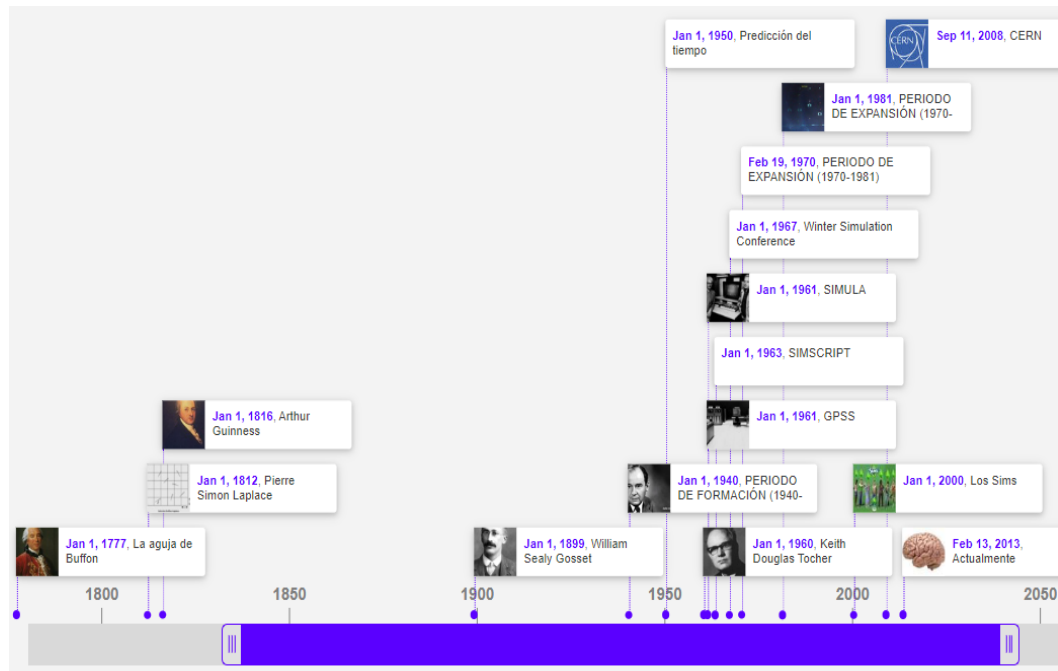 Jan 1, 1950, Predicción del
tiempo
CERN
Sep 11, 2008, CERN
Jan 1, 1981, PERIODO
DE EXPANSIÓN (1970-
Feb 19, 1970, PERIODO DE
EXPANSIÓN (1970-1981)
Jan 1, 1967, Winter Simulation
Conference
Jan 1, 1961, SIMULA
Jan 1, 1963, SIMSCRIPT
Jan 1, 1816, Arthur
Guinness
Jan 1, 1961, GPSS
Jan 1, 1812, Pierre
Simon Laplace
Jan 1, 1940, PERIODO
DE FORMACIÓN (1940-
Jan 1, 2000, Los Sims
Jan 1, 1777, La aguja de
Buffon
Jan 1, 1899, William
Sealy Gosset
Jan 1, 1960, Keith
Douglas Tocher
Feb 13, 2013,
Actualmente
1800 1850 1900 1950 2000 2050